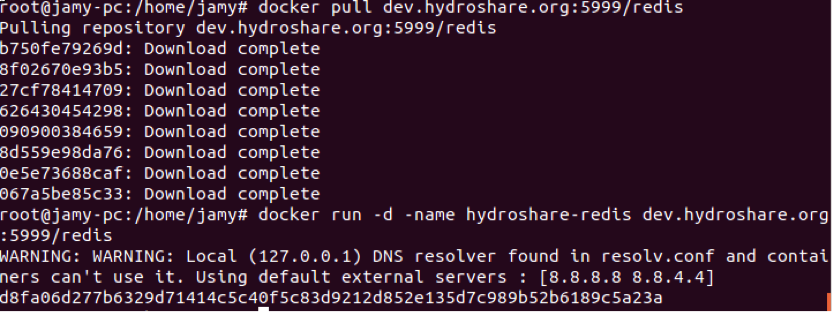 root@jamy-pc:/home/jamy# docker pull dev.hydroshare.org:5999/redis
Pulling repository dev.hydroshare.org:5999/redis
b750fe79269d: Download complete
8f02670e93b5: Download complete
27cf78414709: Download complete
626430454298: Download complete
090900384659: Download complete
8d559e98da76: Download complete
0e5e73688caf: Download complete
067a5be85c33: Download complete
root@jamy-pc:/home/jamy# docker run -d -name hydroshare-redis dev.hydroshare.org
:5999/redis
WARNING: WARNING: Local (127.0.0.1) DNS resolver found in resolv.conf and contai
ners can't use it. Using default external servers : [8.8.8.8 8.8.4.4]
d8fa06d277b6329d71414c5c40f5c83d9212d852e135d7c989b52b6189c5a23a